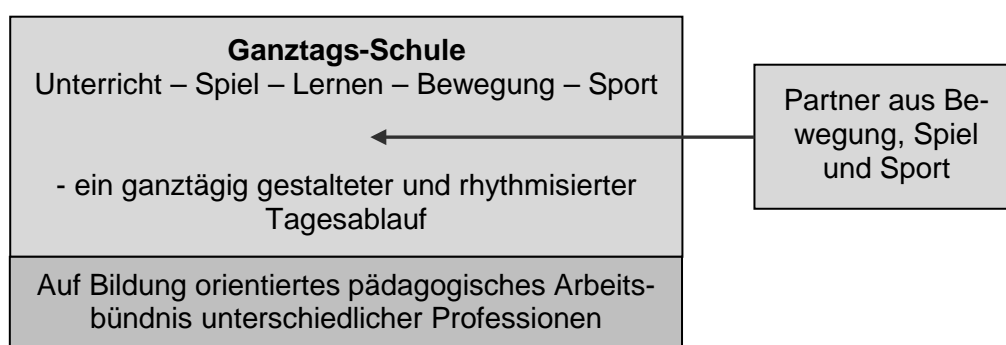 Ganztags-Schule
Unterricht – Spiel – Lernen – Bewegung – Sport
- ein ganztägig gestalteter und rhythmisierter
Tagesablauf
Auf Bildung orientiertes pädagogisches Arbeits-
bündnis unterschiedlicher Professionen
Partner aus Be-
wegung, Spiel
und Sport